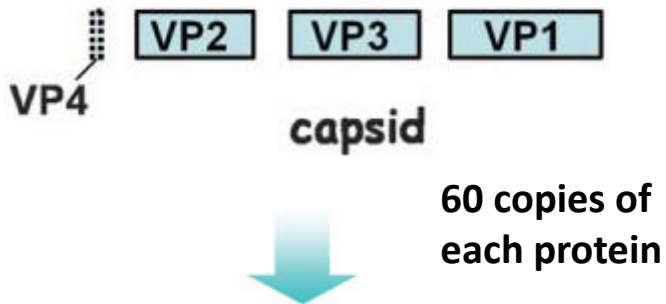 VP2 VP3 VP1
VP4
capsid
60 copies of
each protein